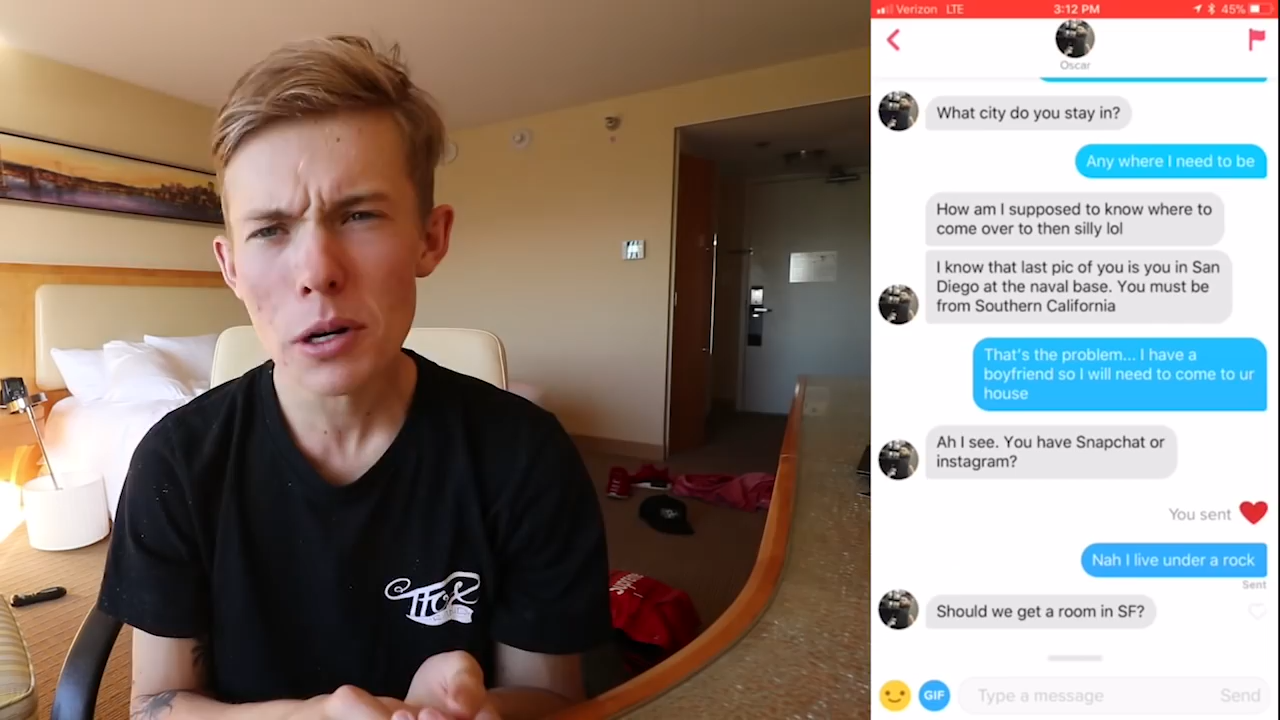 Verizon LTE 3:12 PM 45%
Oscar
What city do you stay in?
Any where I need to be
How am I supposed to know where to
come over to then silly lol
I know that last pic of you is you in San
Diego at the naval base. You must be
from Southern California
That's the problem... I have a
boyfriend so I will need to come to ur
house
Ah I see. You have Snapchat or
instagram?
You sent
Nah I live under a rock
Sent
Should we get a room in SF?
GIF
Type a message Send
Supreme